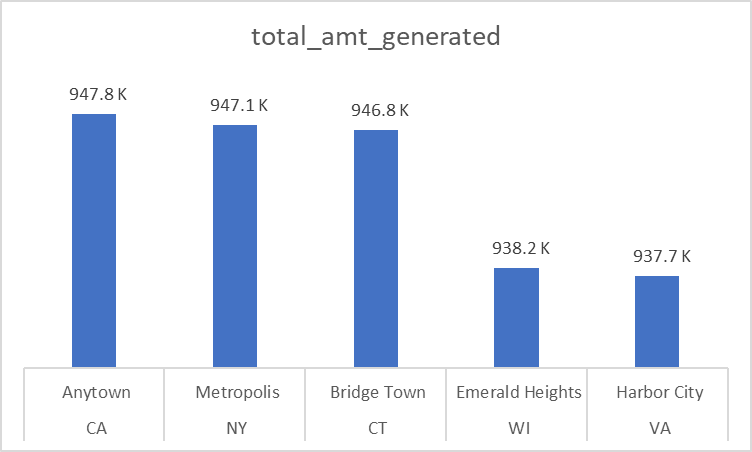 total_amt_generated
947.8 K
947.1 K
946.8 K
938.2 K
937.7 K
Anytown Metropolis Bridge Town Emerald Heights Harbor City
CA NY CT WI VA